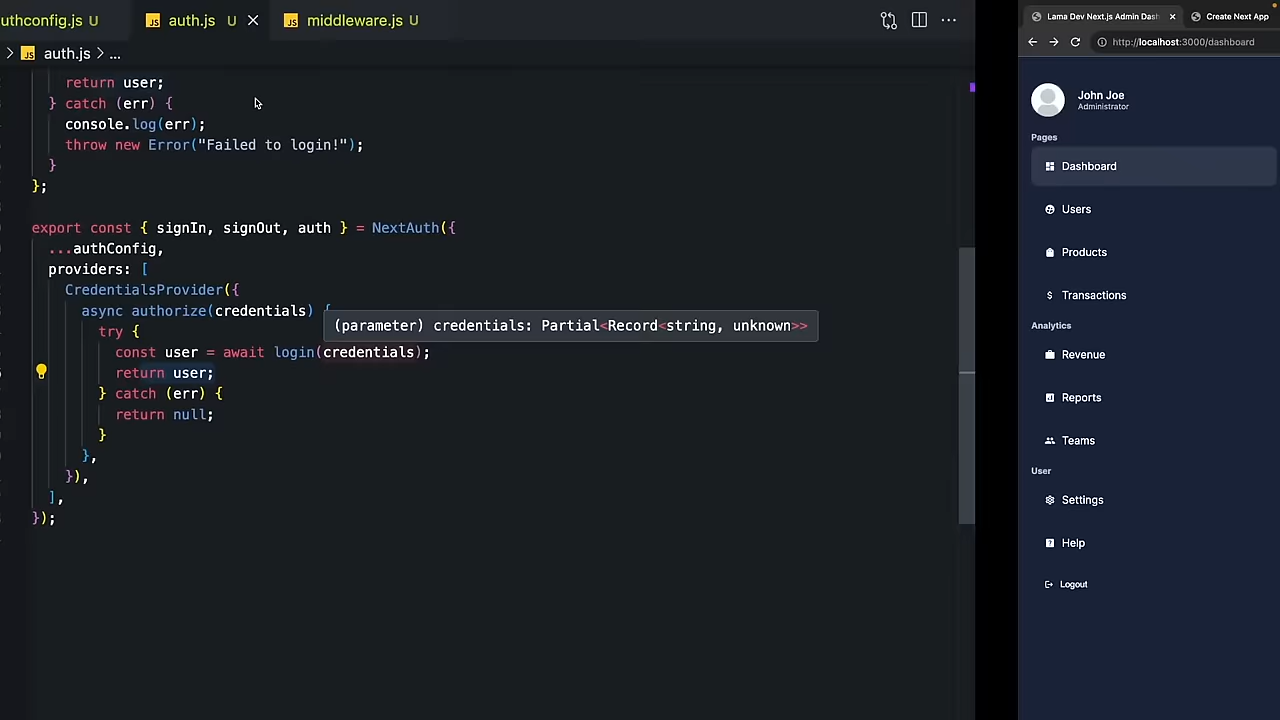 uthconfig.js U
JS auth.js U
JS middleware.js U
JS auth.js > ...
return user;
} catch (err) {
console.log(err);
throw new Error("Failed to login!");
}
};
export const { signIn, signOut, auth } = NextAuth({
...authConfig,
providers: [
CredentialsProvider({
async authorize(credentials) {
(parameter) credentials: Partial<Record<string, unknown>>
try {
const user = await login(credentials);
return user;
} catch (err) {
return null;
}
},
}),
],
});
Lama Dev Next.js Admin Dash
Create Next App
http://localhost:3000/dashboard
John Joe
Administrator
Pages
Dashboard
Users
Products
Transactions
Analytics
Revenue
Reports
Teams
User
Settings
Help
Logout